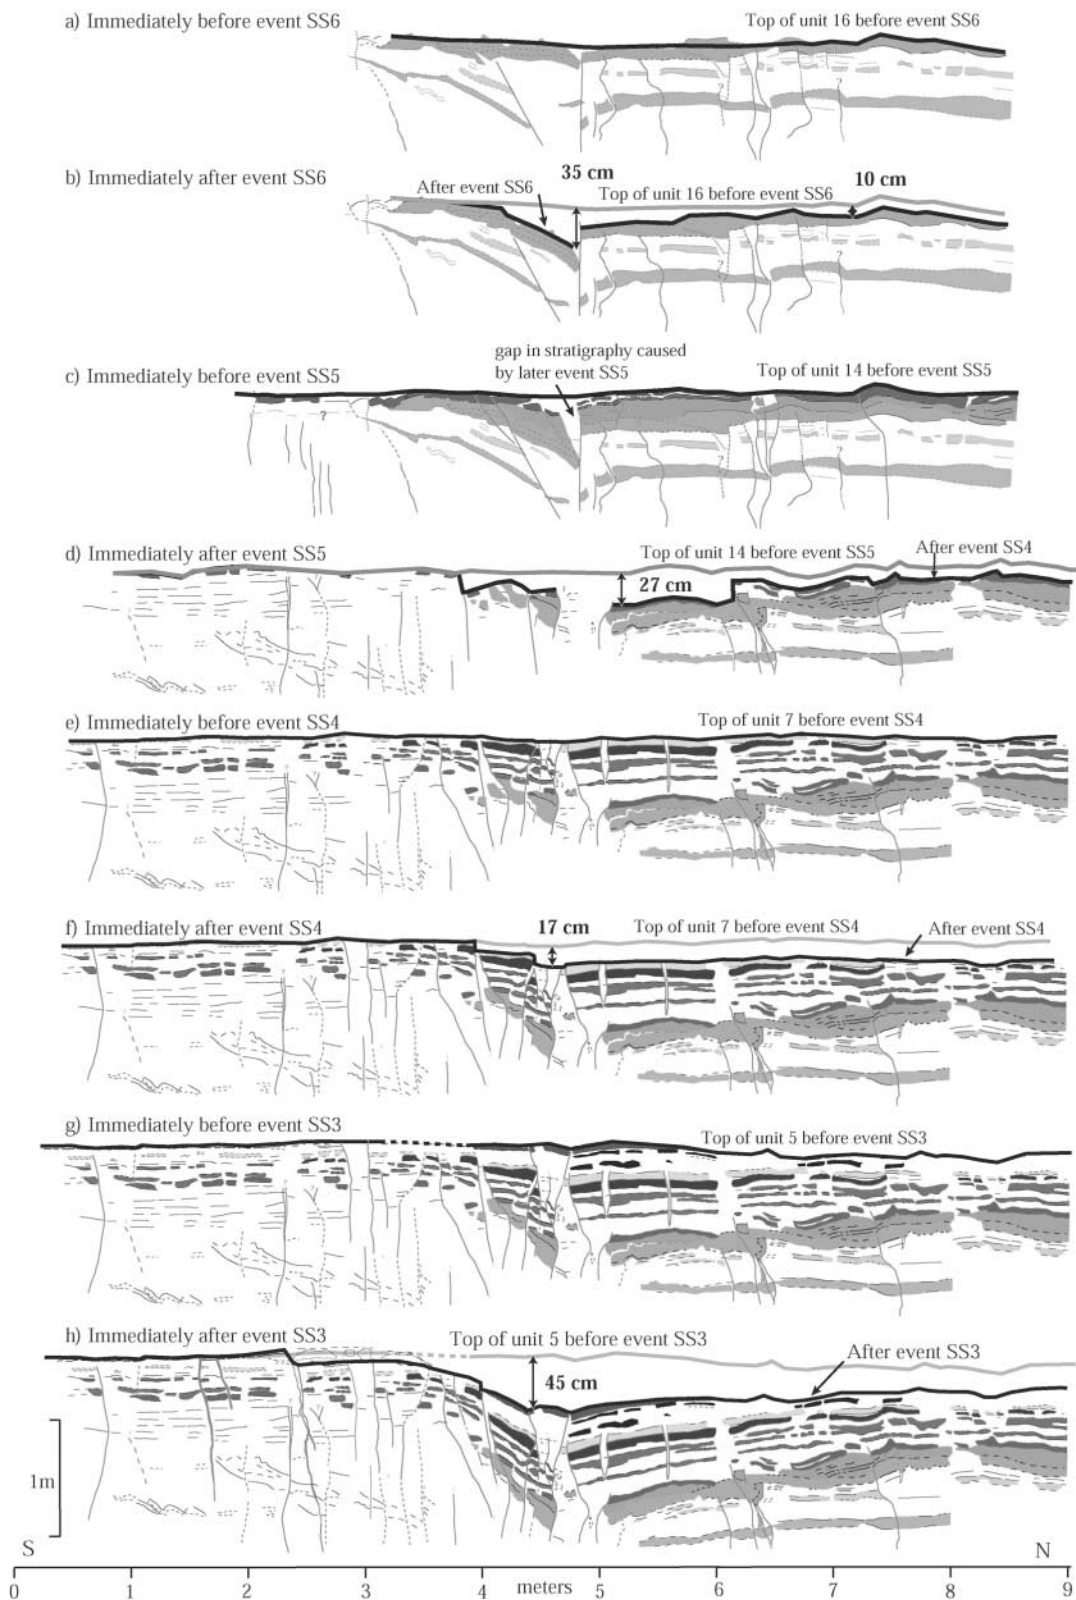 a) Immediately before event SS6
Top of unit 16 before event SS6
?
?
b) Immediately after event SS6
After event SS6
35 cm
Top of unit 16 before event SS6
10 cm
?
?
c) Immediately before event SS5
gap in stratigraphy caused
by later event SS5
Top of unit 14 before event SS5
?
?
?
d) Immediately after event SS5
Top of unit 14 before event SS5
After event SS4
27 cm
e) Immediately before event SS4
Top of unit 7 before event SS4
f) Immediately after event SS4
17 cm
Top of unit 7 before event SS4
After event SS4
g) Immediately before event SS3
Top of unit 5 before event SS3
h) Immediately after event SS3
Top of unit 5 before event SS3
After event SS3
45 cm
1m
S
N
0 1 2 3 4 meters 5 6 7 8 9